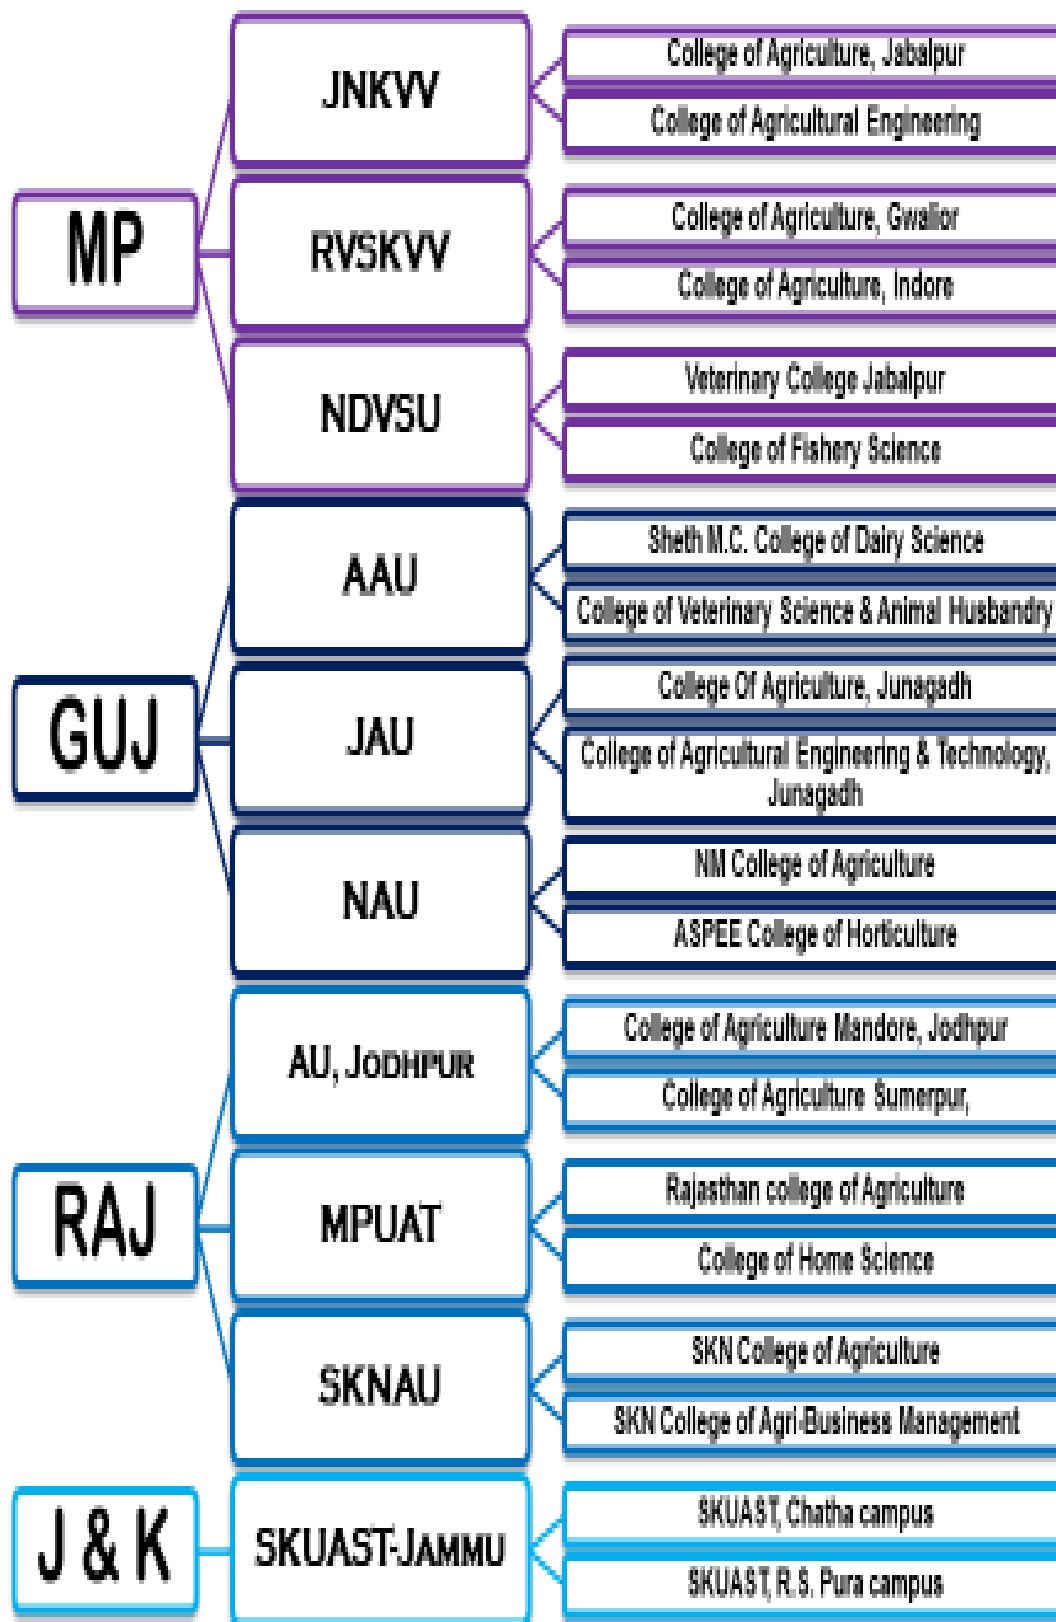 MP
JNKVV
College of Agriculture, Jabalpur
College of Agricultural Engineering
RVSKVV
College of Agriculture, Gwalior
College of Agriculture, Indore
NDVSU
Veterinary College Jabalpur
College of Fishery Science
GUJ
AAU
Sheth M.C. College of Dairy Science
College of Veterinary Science & Animal Husbandry
JAU
College Of Agriculture, Junagadh
College of Agricultural Engineering & Technology,
Junagadh
NAU
NM College of Agriculture
ASPEE College of Horticulture
RAJ
AU, JODHPUR
College of Agriculture Mandore, Jodhpur
College of Agriculture Sumerpur,
MPUAT
Rajasthan college of Agriculture
College of Home Science
SKNAU
SKN College of Agriculture
SKN College of Agri-Business Management
J & K
SKUAST-JAMMU
SKUAST, Chatha campus
SKUAST, R.S. Pura campus